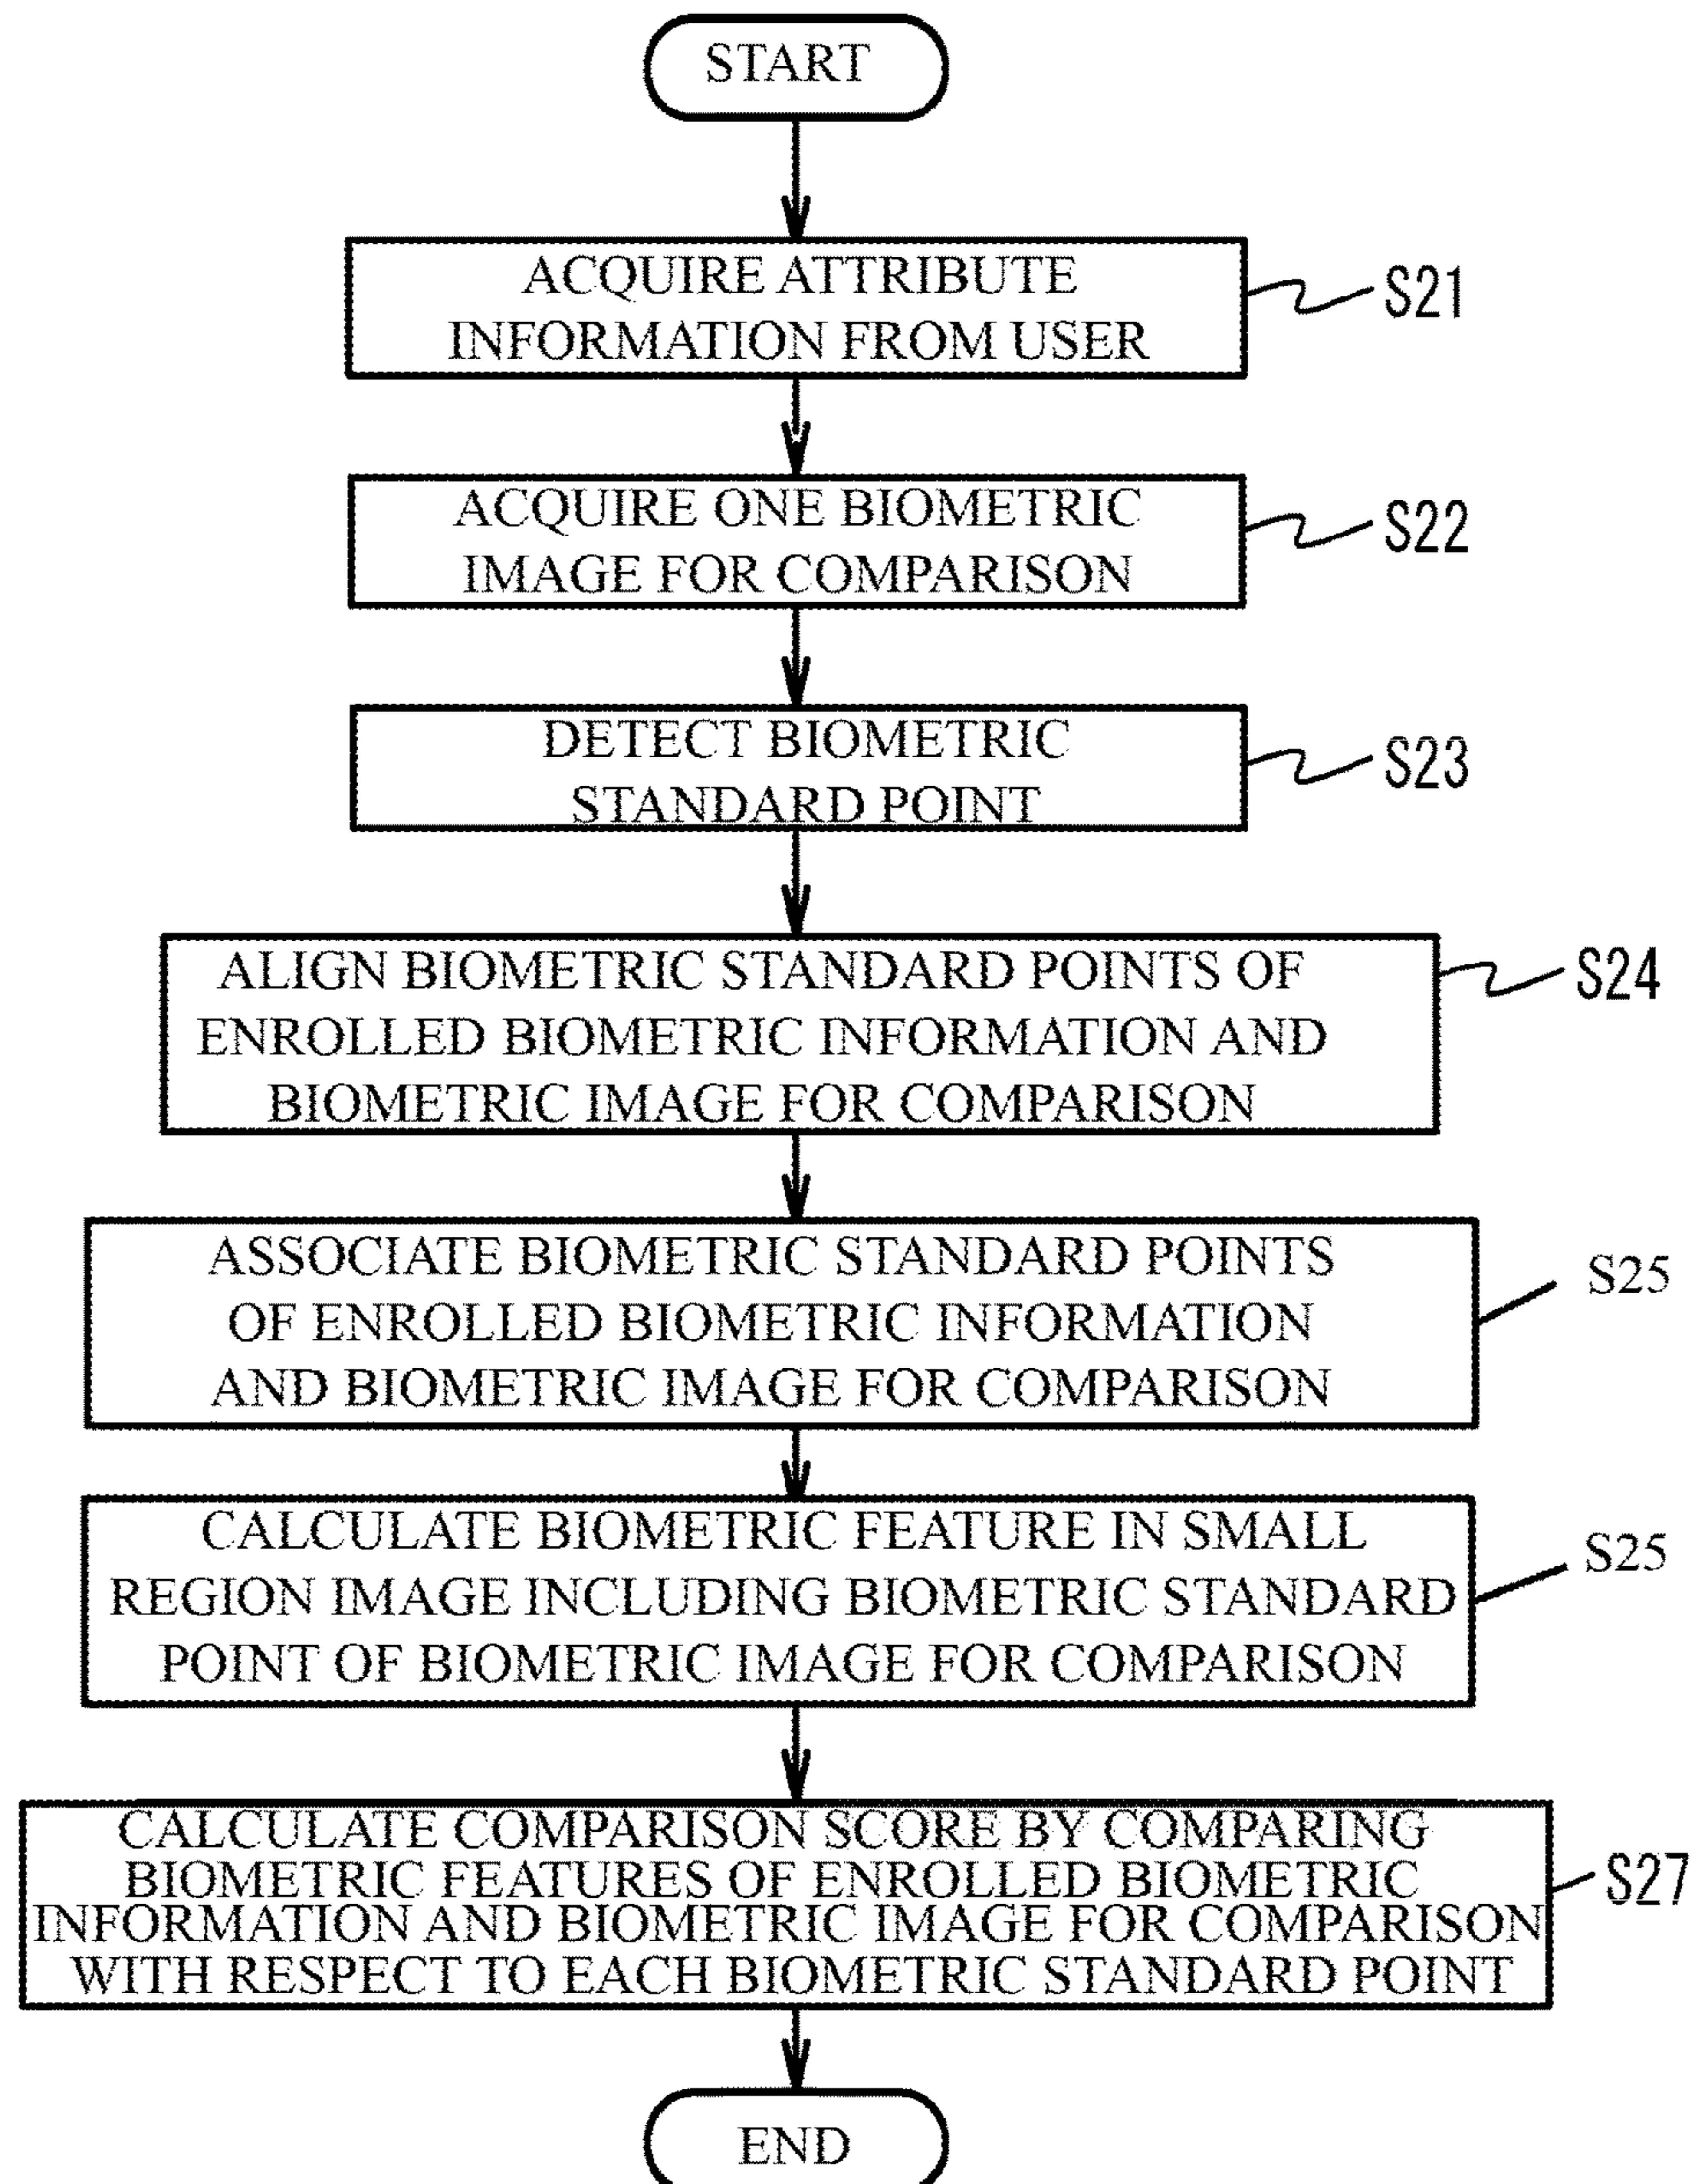 START
ACQUIRE ATTRIBUTE
INFORMATION FROM USER
S21
ACQUIRE ONE BIOMETRIC
IMAGE FOR COMPARISON
S22
DETECT BIOMETRIC
STANDARD POINT
S23
ALIGN BIOMETRIC STANDARD POINTS OF
ENROLLED BIOMETRIC INFORMATION AND
BIOMETRIC IMAGE FOR COMPARISON
S24
ASSOCIATE BIOMETRIC STANDARD POINTS
OF ENROLLED BIOMETRIC INFORMATION
AND BIOMETRIC IMAGE FOR COMPARISON
S25
CALCULATE BIOMETRIC FEATURE IN SMALL
REGION IMAGE INCLUDING BIOMETRIC STANDARD
POINT OF BIOMETRIC IMAGE FOR COMPARISON
S25
CALCULATE COMPARISON SCORE BY COMPARING
BIOMETRIC FEATURES OF ENROLLED BIOMETRIC
INFORMATION AND BIOMETRIC IMAGE FOR COMPARISON
WITH RESPECT TO EACH BIOMETRIC STANDARD POINT
S27
END